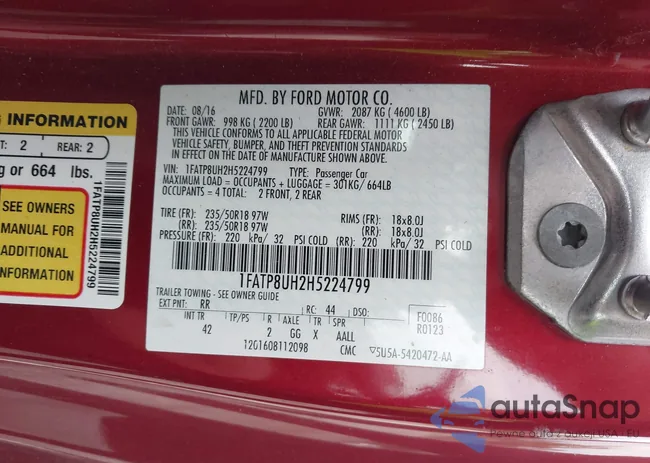 G INFORMATION
T: 2 REAR: 2
g or 664 lbs.
SEE OWNERS
MANUAL FOR
ADDITIONAL
INFORMATION
1FATP8UH2H5224799
MFD. BY FORD MOTOR CO.
DATE: 08/16 GVWR: 2087 KG ( 4600 LB)
FRONT GAWR: 998 KG ( 2200 LB) REAR GAWR: 1111 KG ( 2450 LB)
THIS VEHICLE CONFORMS TO ALL APPLICABLE FEDERAL MOTOR
VEHICLE SAFETY, BUMPER, AND THEFT PREVENTION STANDARDS
IN EFFECT ON THE DATE OF MANUFACTURE SHOWN ABOVE.
VIN: 1FATP8UH2H5224799 TYPE: Passenger Car
MAXIMUM LOAD = OCCUPANTS + LUGGAGE = 301KG / 664LB
OCCUPANTS = 4 TOTAL: 2 FRONT, 2 REAR
TIRE (FR): 235/50R18 97W RIMS (FR): 18x8.0J
(RR): 235/50R18 97W (RR): 18x8.0J
PRESSURE (FR): 220 kPa/ 32 PSI COLD (RR): 220 kPa/ 32 PSI COLD
1FATP8UH2H5224799
TRAILER TOWING - SEE OWNER GUIDE
EXT PNT: RR RC: 44 DSO: F0086
R0123
INT TR TP/PS R AXLE TR SPR
42 2 GG X AALL
12G1608112098 CMC 5U5A-5420472-AA
autaSnap
Pewne auta z aukcji USA i EU